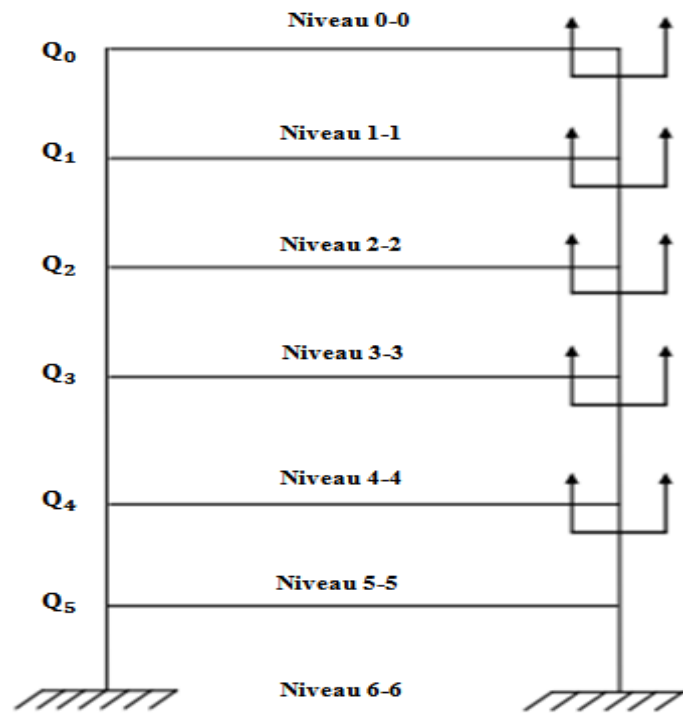 Niveau 0-0
Q₀
Niveau 1-1
Q₁
Niveau 2-2
Q₂
Niveau 3-3
Q₃
Niveau 4-4
Q₄
Niveau 5-5
Q₅
Niveau 6-6